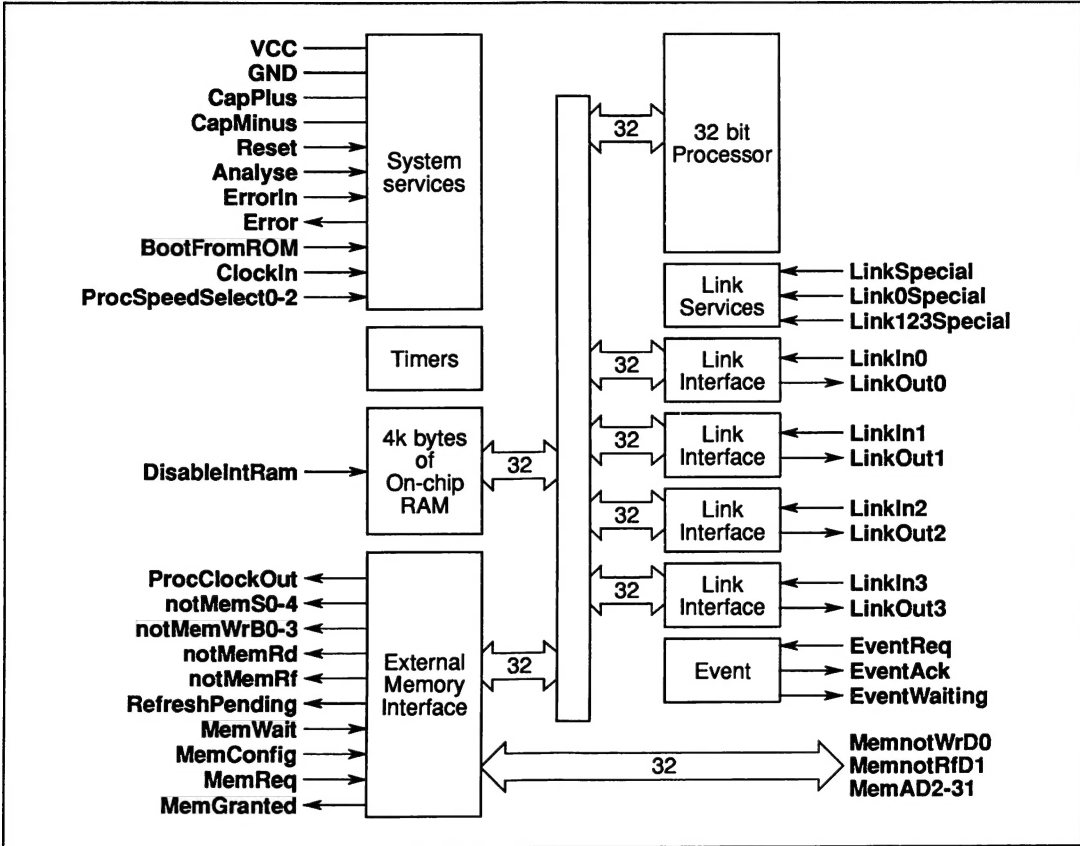 VCC
GND
CapPlus
CapMinus
Reset
Analyse
ErrorIn
Error
BootFromROM
ClockIn
ProcSpeedSelect0-2
System
services
Timers
DisableIntRam
4k bytes
of
On-chip
RAM
32
ProcClockOut
notMemS0-4
notMemWrB0-3
notMemRd
notMemRf
RefreshPending
MemWait
MemConfig
MemReq
MemGranted
External
Memory
Interface
32
32
32 bit
Processor
Link
Services
LinkSpecial
Link0Special
Link123Special
32
Link
Interface
LinkIn0
LinkOut0
32
Link
Interface
LinkIn1
LinkOut1
32
Link
Interface
LinkIn2
LinkOut2
32
Link
Interface
LinkIn3
LinkOut3
Event
EventReq
EventAck
EventWaiting
32
MemnotWrD0
MemnotRfD1
MemAD2-31